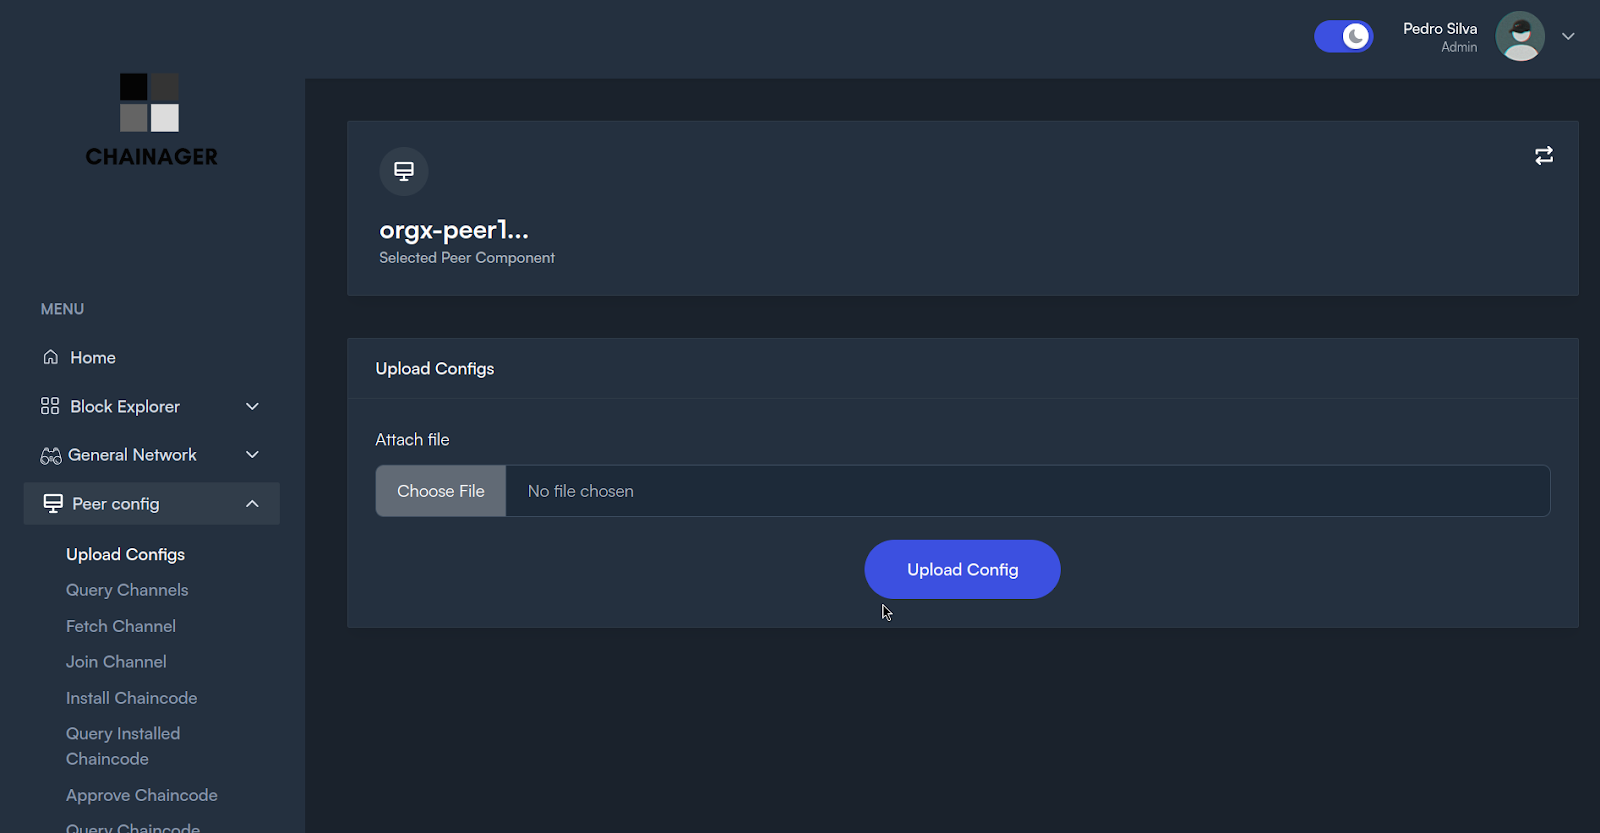 Pedro Silva
Admin
CHAINAGER
orgx-peer1...
Selected Peer Component
MENU
Home
Block Explorer
General Network
Peer config
Upload Configs
Query Channels
Fetch Channel
Join Channel
Install Chaincode
Query Installed
Chaincode
Approve Chaincode
Query Chaincode
Upload Configs
Attach file
Choose File
No file chosen
Upload Config